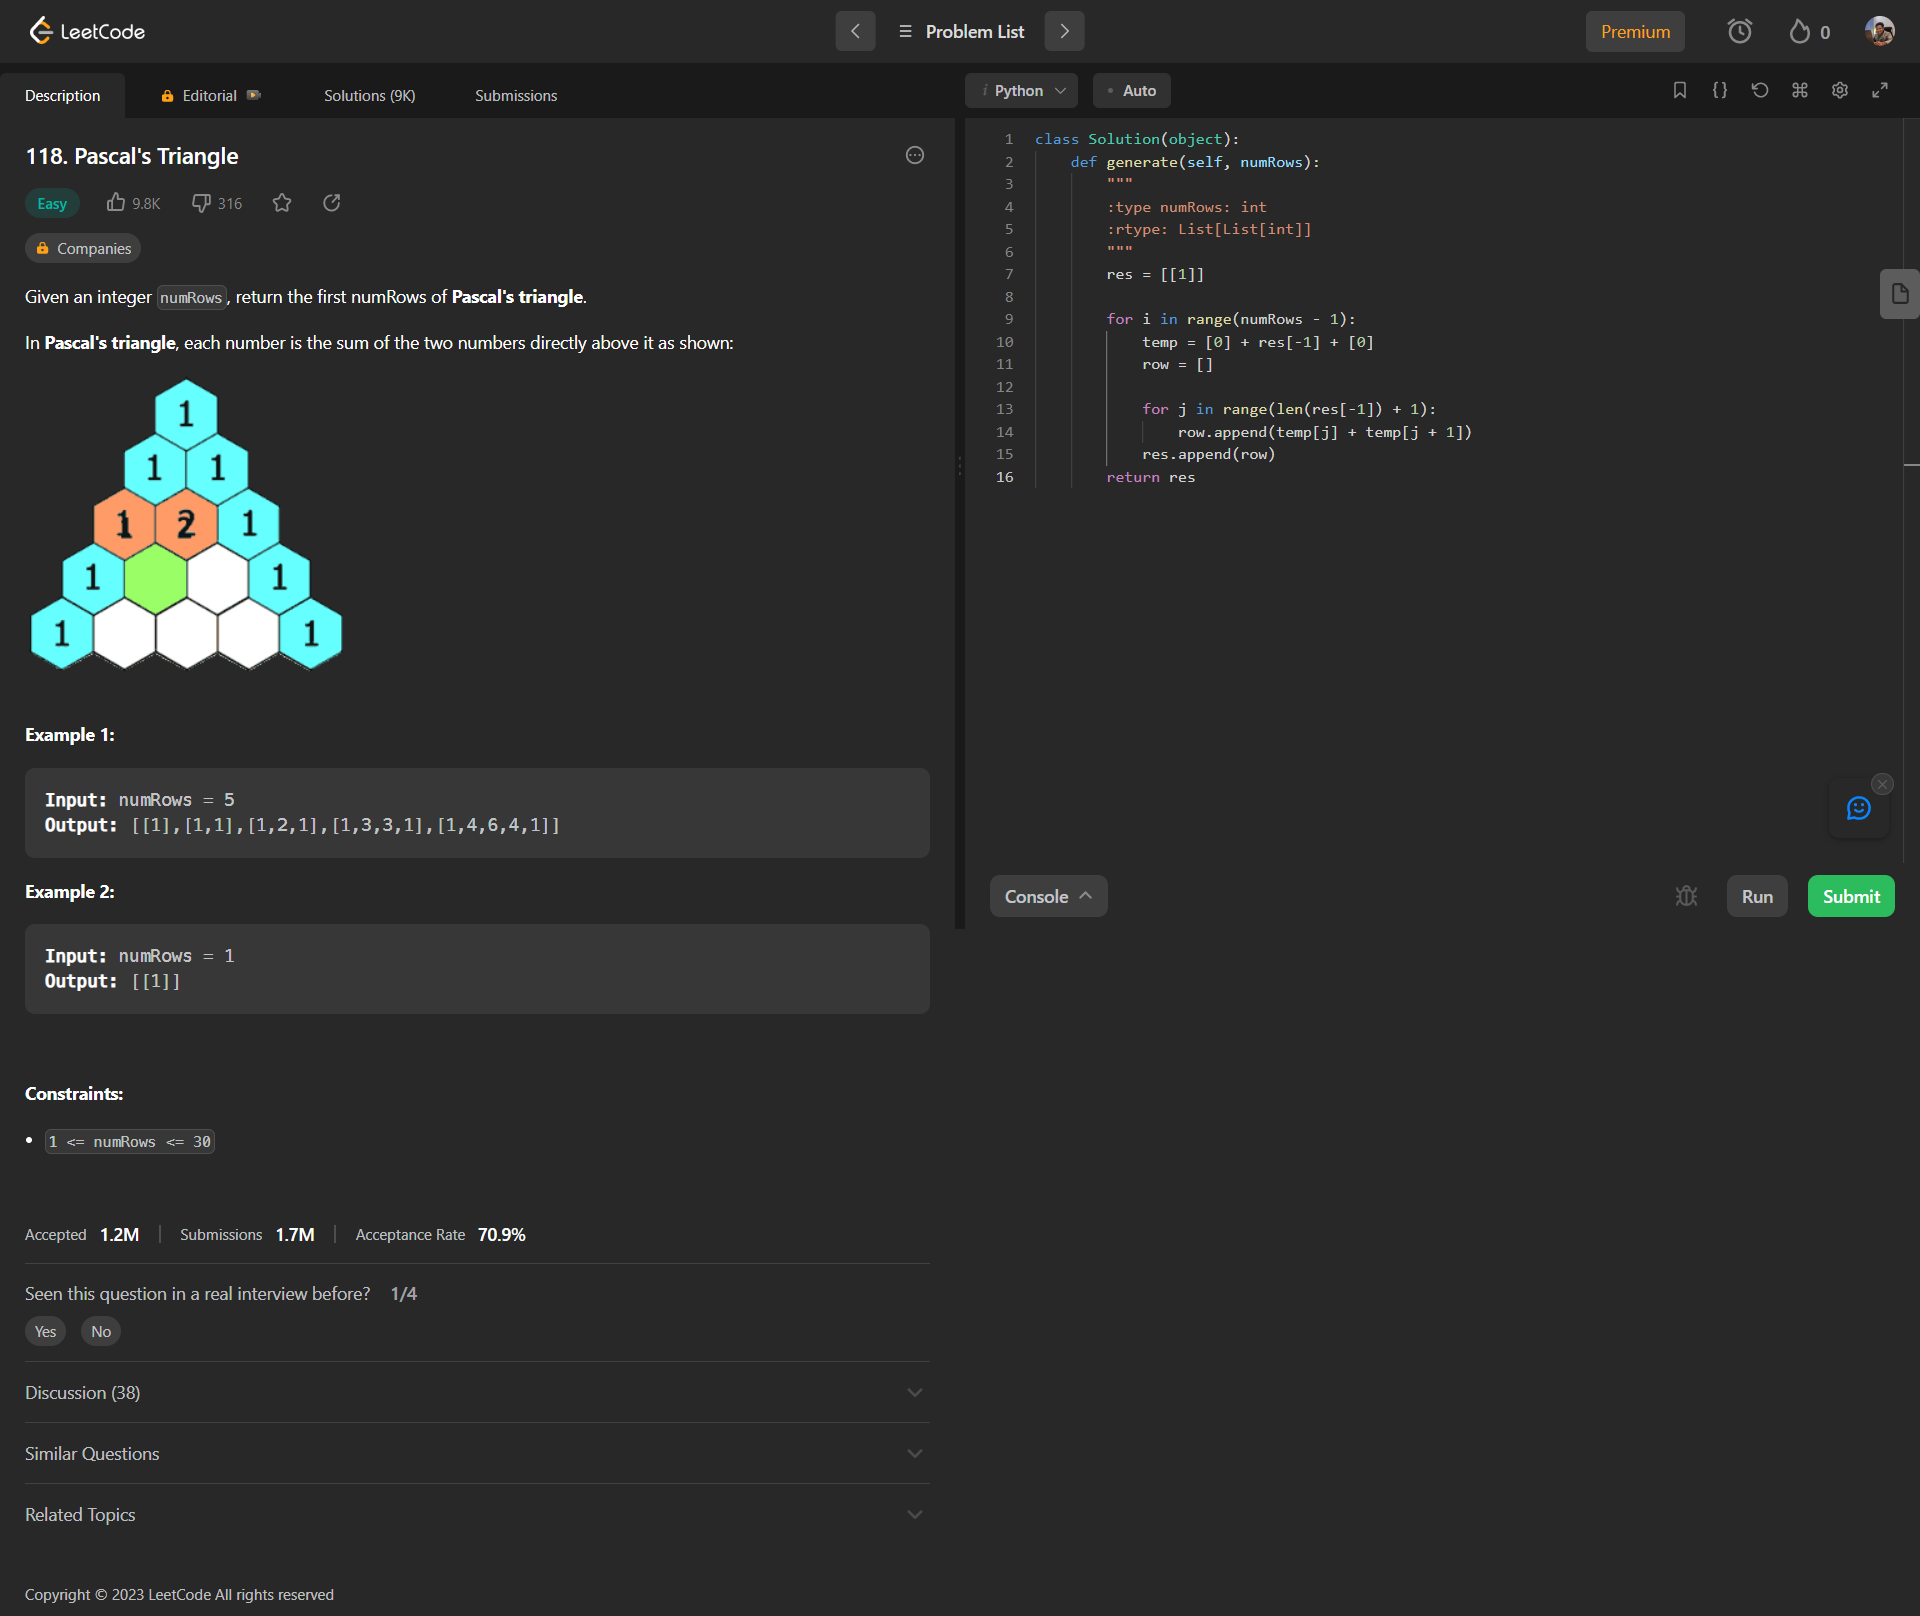 LeetCode
Problem List
Premium
0
Description
Editorial
Solutions (9K)
Submissions
118. Pascal's Triangle
Easy
9.8K
316
Companies
Given an integer numRows, return the first numRows of Pascal's triangle.
In Pascal's triangle, each number is the sum of the two numbers directly above it as shown:
1
1 1
1 2 1
1 1
1 1
Example 1:
Input: numRows = 5
Output: [[1],[1,1],[1,2,1],[1,3,3,1],[1,4,6,4,1]]
Example 2:
Input: numRows = 1
Output: [[1]]
Constraints:
• 1 <= numRows <= 30
Accepted 1.2M | Submissions 1.7M | Acceptance Rate 70.9%
Seen this question in a real interview before? 1/4
Yes No
Discussion (38)
Similar Questions
Related Topics
Copyright © 2023 LeetCode All rights reserved
i Python
• Auto
{}
1 class Solution(object):
2     def generate(self, numRows):
3         """
4         :type numRows: int
5         :rtype: List[List[int]]
6         """
7         res = [[1]]
8
9         for i in range(numRows - 1):
10             temp = [0] + res[-1] + [0]
11             row = []
12
13             for j in range(len(res[-1]) + 1):
14                 row.append(temp[j] + temp[j + 1])
15             res.append(row)
16         return res
Console
Run
Submit